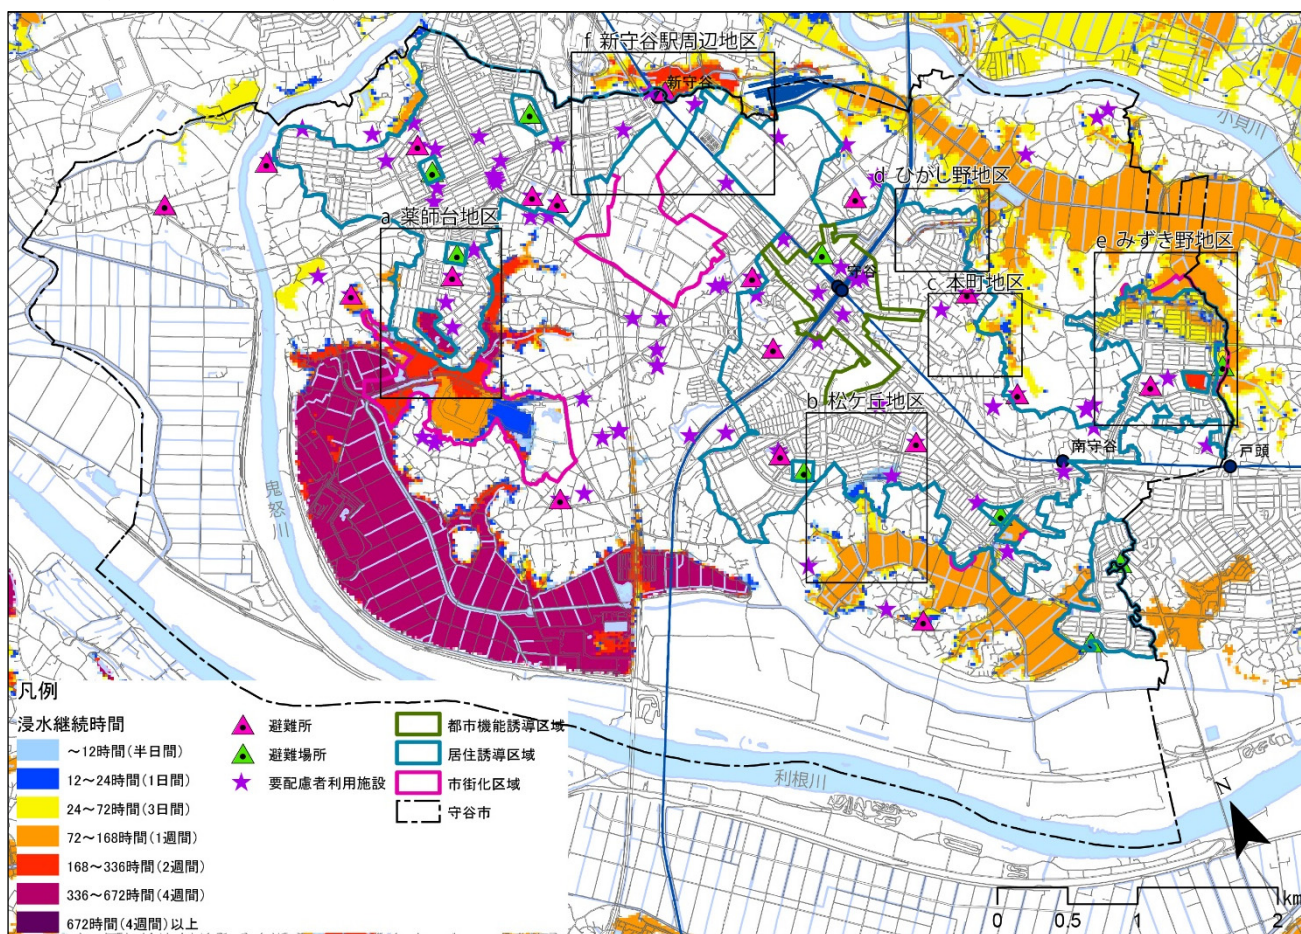 f 新守谷駅周辺地区
新守谷
小貝川
d ひがし野地区
a 薬師台地区
e みずき野地区
守谷
c 本町地区
b 松ケ丘地区
南守谷
戸頭
鬼怒川
利根川
N
凡例
浸水継続時間
～12時間(半日間)
12～24時間(1日間)
24～72時間(3日間)
72～168時間(1週間)
168～336時間(2週間)
336～672時間(4週間)
672時間(4週間)以上
避難所
避難場所
要配慮者利用施設
都市機能誘導区域
居住誘導区域
市街化区域
守谷市
km
0 0.5 1 2